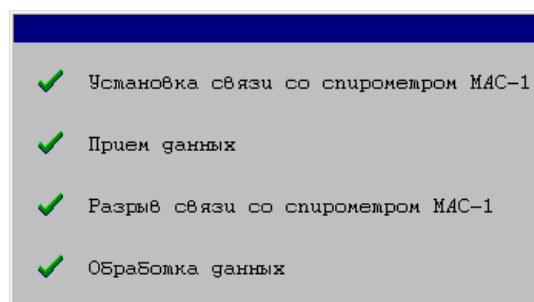 Установка связи со спирометром МАС-1
Прием данных
Разрыв связи со спирометром МАС-1
Обработка данных